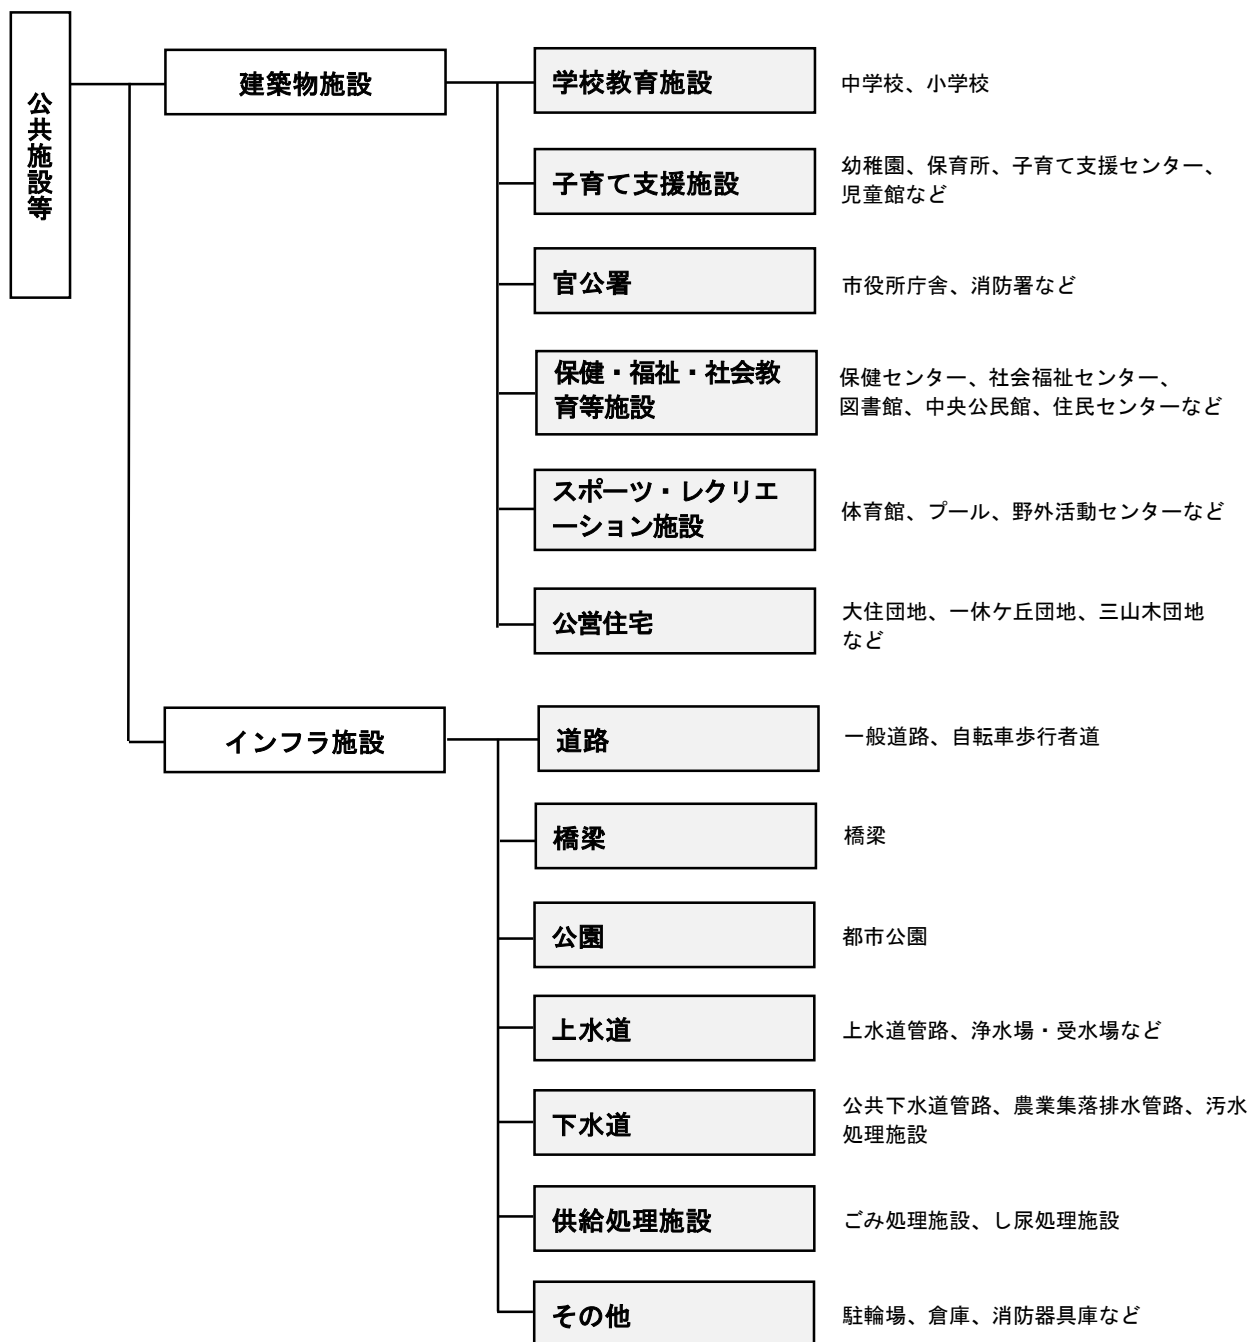 公共施設等
建築物施設
学校教育施設
中学校、小学校
子育て支援施設
幼稚園、保育所、子育て支援センター、
児童館など
官公署
市役所庁舎、消防署など
保健・福祉・社会教
育等施設
保健センター、社会福祉センター、
図書館、中央公民館、住民センターなど
スポーツ・レクリエ
ーション施設
体育館、プール、野外活動センターなど
公営住宅
大住団地、一休ケ丘団地、三山木団地
など
インフラ施設
道路
一般道路、自転車歩行者道
橋梁
橋梁
公園
都市公園
上水道
上水道管路、浄水場・受水場など
下水道
公共下水道管路、農業集落排水管路、汚水
処理施設
供給処理施設
ごみ処理施設、し尿処理施設
その他
駐輪場、倉庫、消防器具庫など